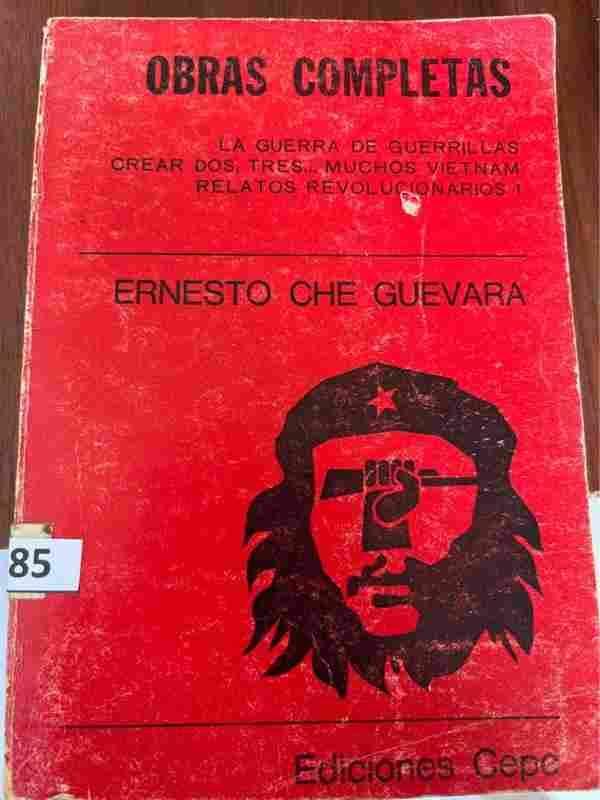 OBRAS COMPLETAS
LA GUERRA DE GUERRILLAS
CREAR DOS, TRES... MUCHOS VIETNAM
RELATOS REVOLUCIONARIOS I
ERNESTO CHE GUEVARA
85
Ediciones Cepe